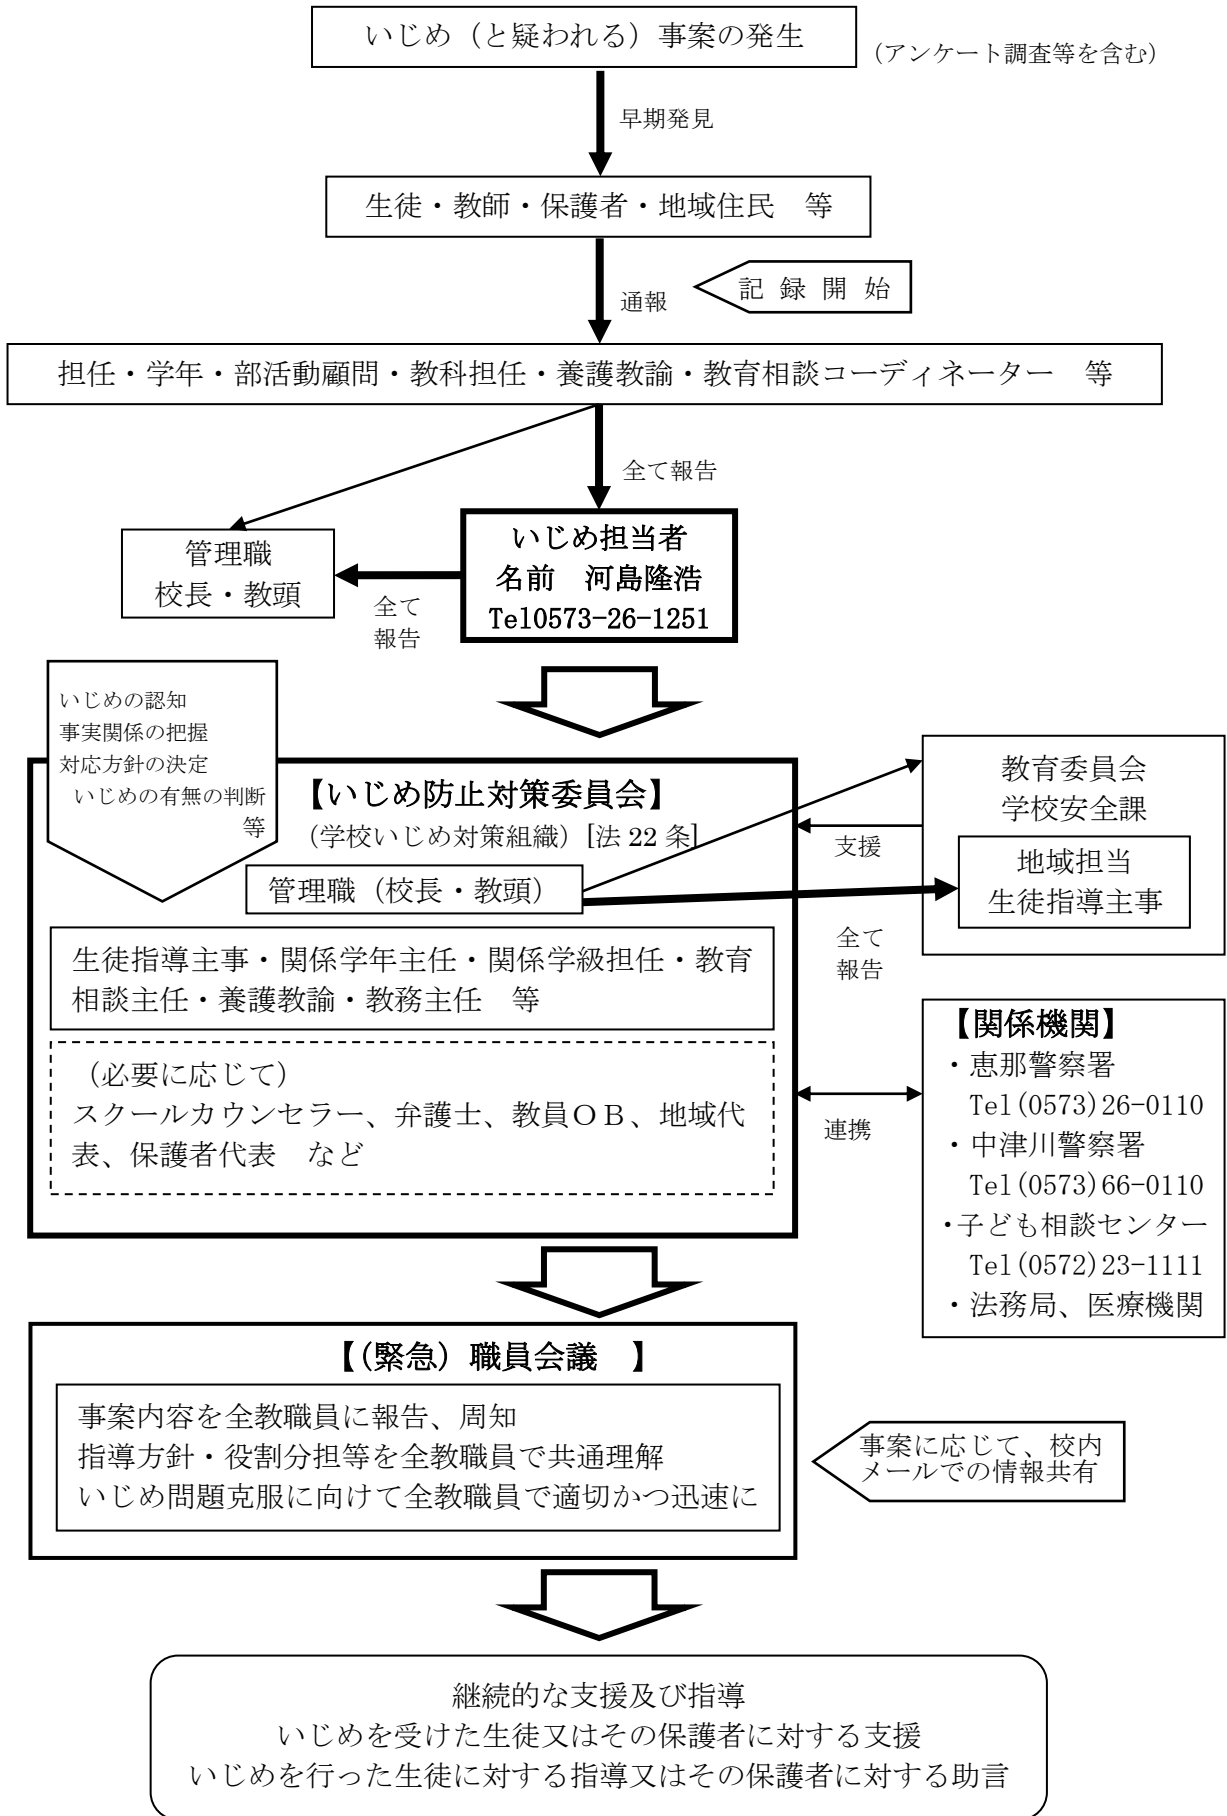 いじめ（と疑われる）事案の発生
（アンケート調査等を含む）
早期発見
生徒・教師・保護者・地域住民　等
通報
記 録 開 始
担任・学年・部活動顧問・教科担任・養護教諭・教育相談コーディネーター　等
全て報告
管理職
校長・教頭
いじめ担当者
名前　河島隆浩
Tel0573-26-1251
全て
報告
いじめの認知
事実関係の把握
対応方針の決定
いじめの有無の判断
等
【いじめ防止対策委員会】
（学校いじめ対策組織）[法 22 条]
管理職（校長・教頭）
生徒指導主事・関係学年主任・関係学級担任・教育
相談主任・養護教諭・教務主任　等
（必要に応じて）
スクールカウンセラー、弁護士、教員ＯＢ、地域代
表、保護者代表　など
教育委員会
学校安全課
支援
地域担当
生徒指導主事
全て
報告
【関係機関】
・恵那警察署
Tel(0573)26-0110
・中津川警察署
Tel(0573)66-0110
・子ども相談センター
Tel(0572)23-1111
・法務局、医療機関
連携
【(緊急）職員会議　】
事案内容を全教職員に報告、周知
指導方針・役割分担等を全教職員で共通理解
いじめ問題克服に向けて全教職員で適切かつ迅速に
事案に応じて、校内
メールでの情報共有
継続的な支援及び指導
いじめを受けた生徒又はその保護者に対する支援
いじめを行った生徒に対する指導又はその保護者に対する助言